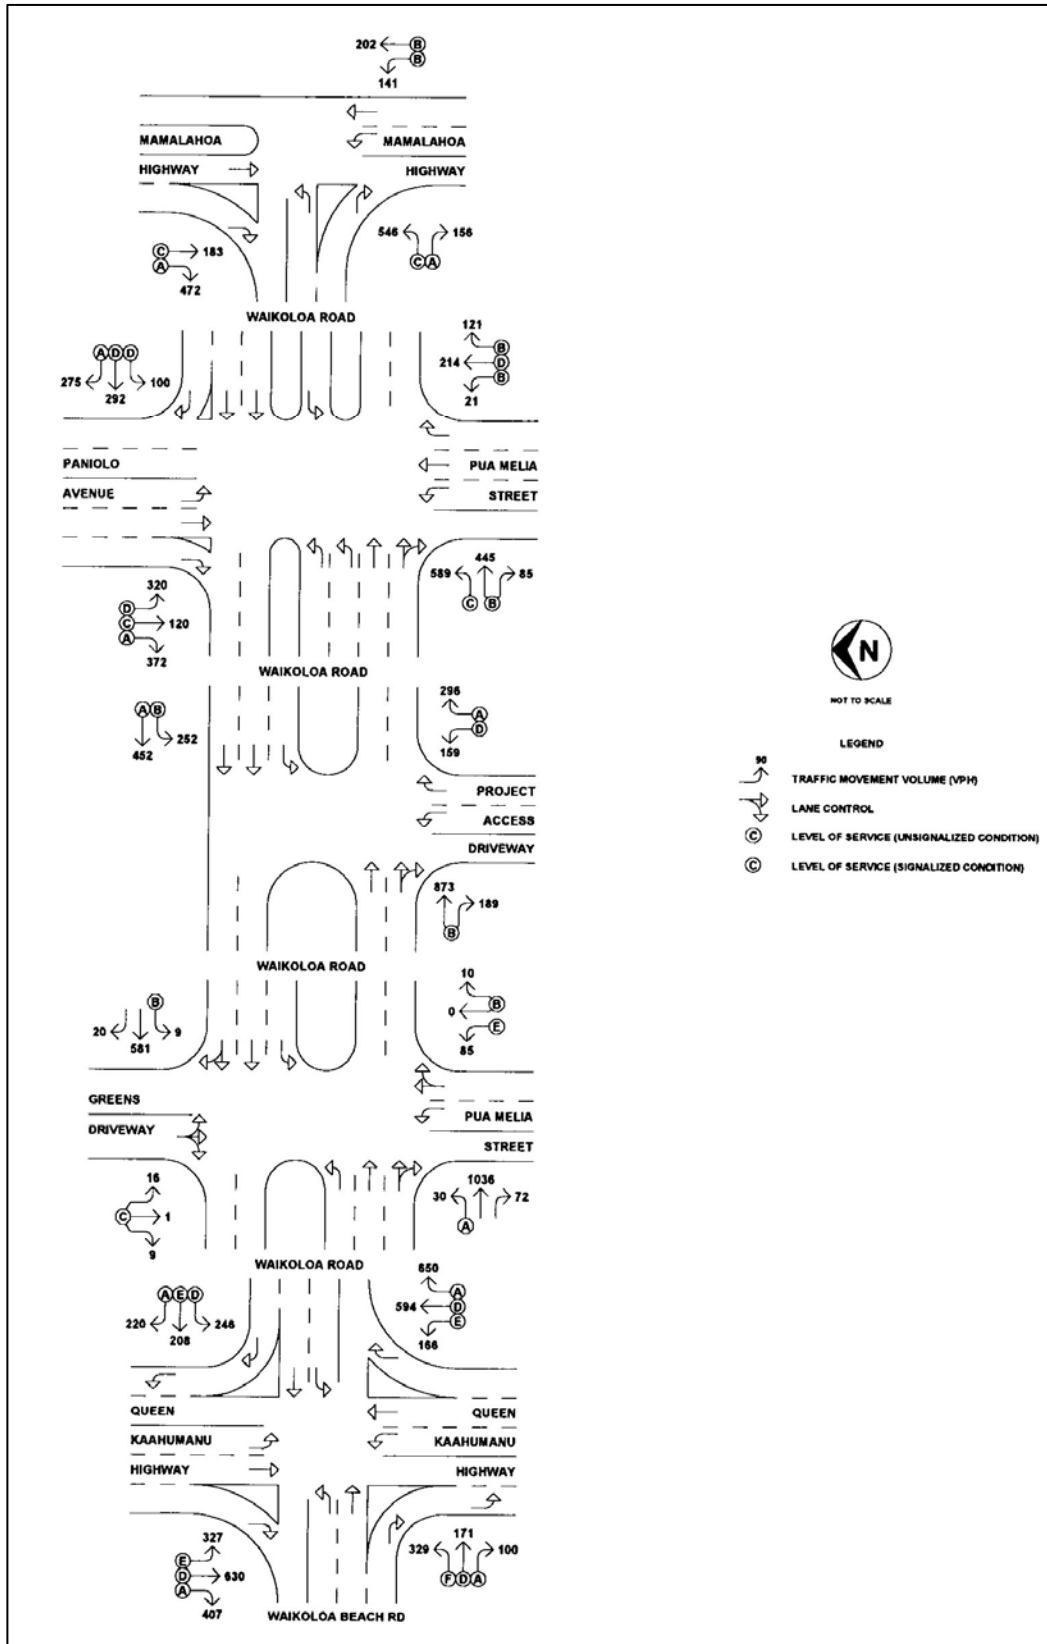 202 B
B
141
MAMALAHOA MAMALAHOA
HIGHWAY HIGHWAY
546 156
C 183
A C A
472
WAIKOLOA ROAD
121
A D D B
214 D
275 100 B
292 21
PANIOLO PUA MELIA
AVENUE STREET
445
589 85
320 C B
D
C 120
A
372
WAIKOLOA ROAD
296
A B A
252 D
452 159
PROJECT
ACCESS
DRIVEWAY
873
189
B
WAIKOLOA ROAD
10
B B
0
20 9 E
581 85
GREENS
DRIVEWAY PUA MELIA
STREET
16 1036
30 72
C 1 A
9
WAIKOLOA ROAD
650
A E D A
594 D
220 246 E
208 166
QUEEN QUEEN
KAAHUMANU KAAHUMANU
HIGHWAY HIGHWAY
327 171
329 100
E
D 630 F D A
A
407
WAIKOLOA BEACH RD
N
NOT TO SCALE
LEGEND
90
TRAFFIC MOVEMENT VOLUME (VPH)
LANE CONTROL
C LEVEL OF SERVICE (UNSIGNALIZED CONDITION)
C LEVEL OF SERVICE (SIGNALIZED CONDITION)